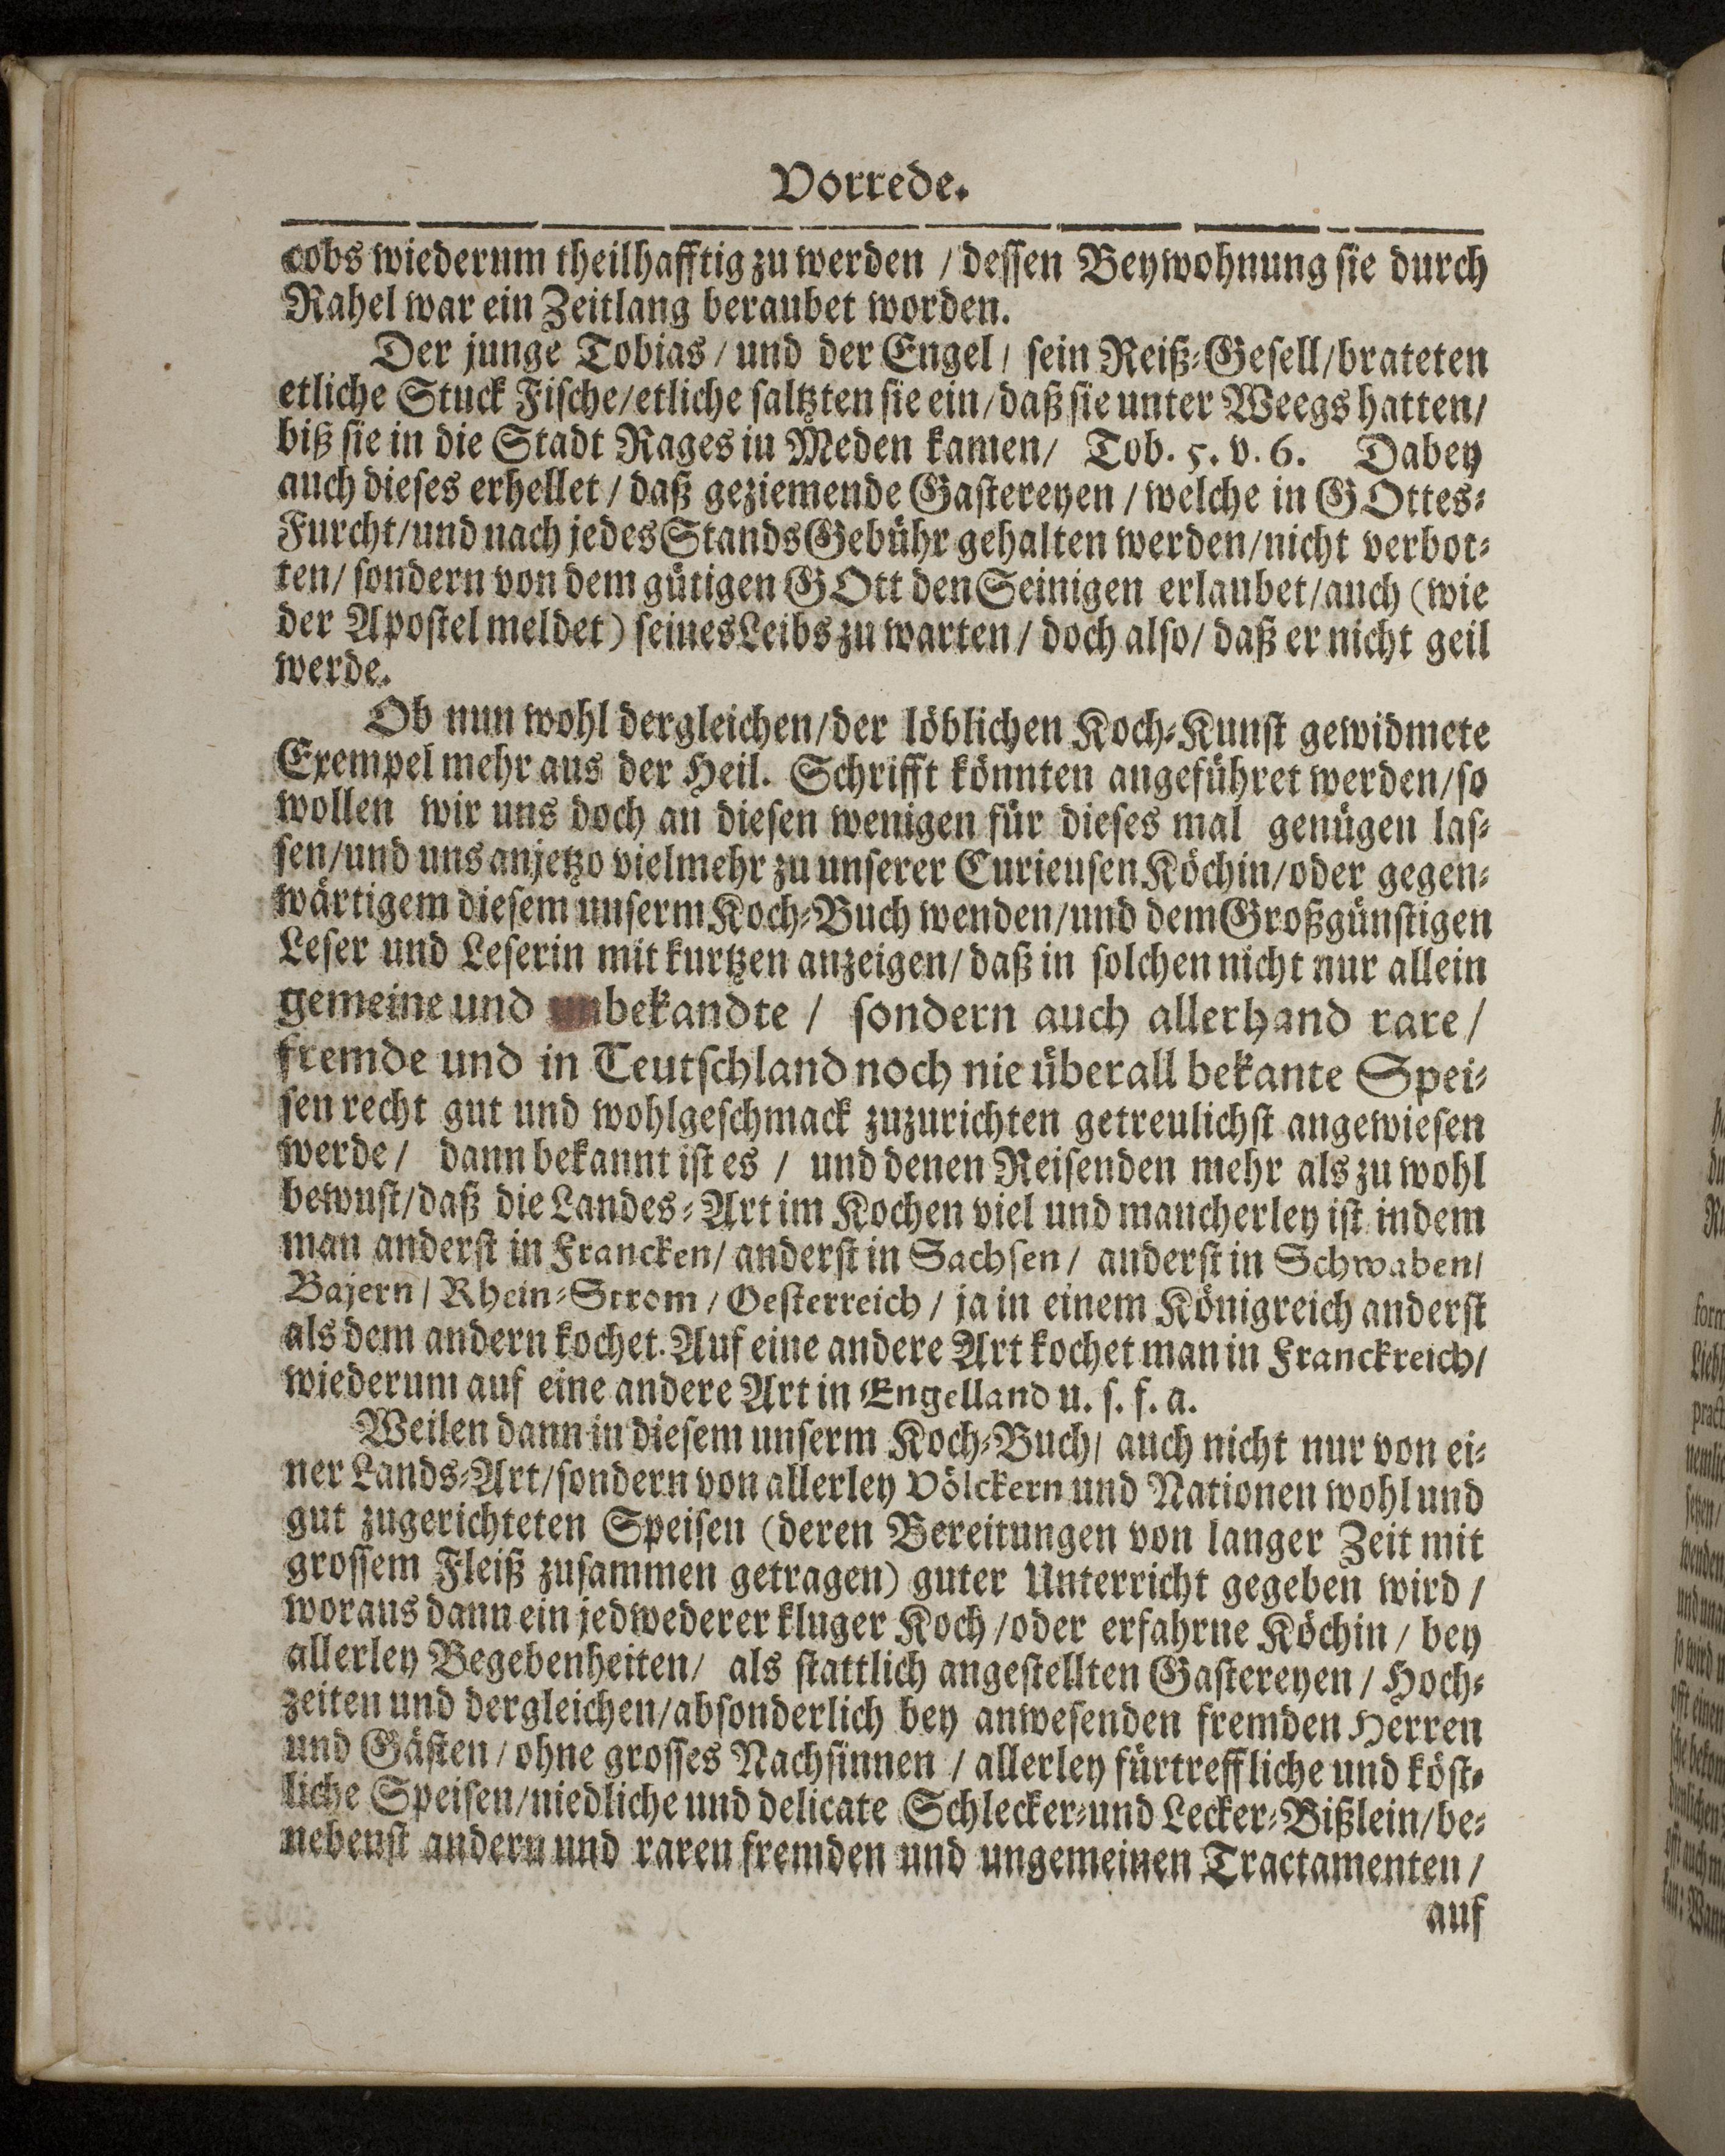 Vorrede.
cobs wiederum theilhafftig zu werden / dessen Beywohnung sie durch
Rahel war ein Zeitlang beraubet worden.
Der junge Tobias / und der Engel / sein Reiß-Gesell / brateten
etliche Stuck Fische / etliche saltzten sie ein / daß sie unter Weegs hatten /
biß sie in die Stadt Rages in Meden kamen / Tob. 5. v. 6. Dabey
auch dieses erhellet / daß geziemende Gastereyen / welche in GOttes-
Furcht / und nach jedes Stands Gebühr gehalten werden / nicht verbot-
ten / sondern von dem gütigen GOtt den Seinigen erlaubet / auch (wie
der Apostel meldet) seines Leibs zu warten / doch also / daß er nicht geil
werde.
Ob nun wohl dergleichen / der löblichen Koch-Kunst gewidmete
Exempel mehr aus der Heil. Schrifft könnten angeführet werden / so
wollen wir uns doch an diesen wenigen für dieses mal genügen las-
sen / und uns anjetzo vielmehr zu unserer Curieusen Köchin / oder gegen-
wärtigem diesem unserm Koch-Buch wenden / und dem Großgünstigen
Leser und Leserin mit kurtzen anzeigen / daß in solchen nicht nur allein
gemeine und unbekandte / sondern auch allerhand rare /
fremde und in Teutschland noch nie überall bekante Spei-
sen recht gut und wohlgeschmack zuzurichten getreulichst angewiesen
werde / dann bekannt ist es / und denen Reisenden mehr als zu wohl
bewust / daß die Landes-Art im Kochen viel und mancherley ist indem
man anderst in Francken / anderst in Sachsen / anderst in Schwaben /
Bajern / Rhein-Strom / Oesterreich / ja in einem Königreich anderst
als dem andern kochet. Auf eine andere Art kochet man in Franckreich /
wiederum auf eine andere Art in Engelland u. s. f. a.
Weilen dann in diesem unserm Koch-Buch / auch nicht nur von ei-
ner Lands-Art / sondern von allerley Völckern und Nationen wohl und
gut zugerichteten Speisen (deren Bereitungen von langer Zeit mit
grossem Fleiß zusammen getragen) guter Unterricht gegeben wird /
woraus dann ein jedwederer kluger Koch / oder erfahrne Köchin / bey
allerley Begebenheiten / als stattlich angestellten Gastereyen / Hoch-
zeiten und dergleichen / absonderlich bey anwesenden fremden Herren
und Gästen / ohne grosses Nachsinnen / allerley fürtreffliche und köst-
liche Speisen / niedliche und delicate Schlecker- und Lecker-Bißlein / be-
nebenst andern und raren fremden und ungemeinen Tractamenten /
auf